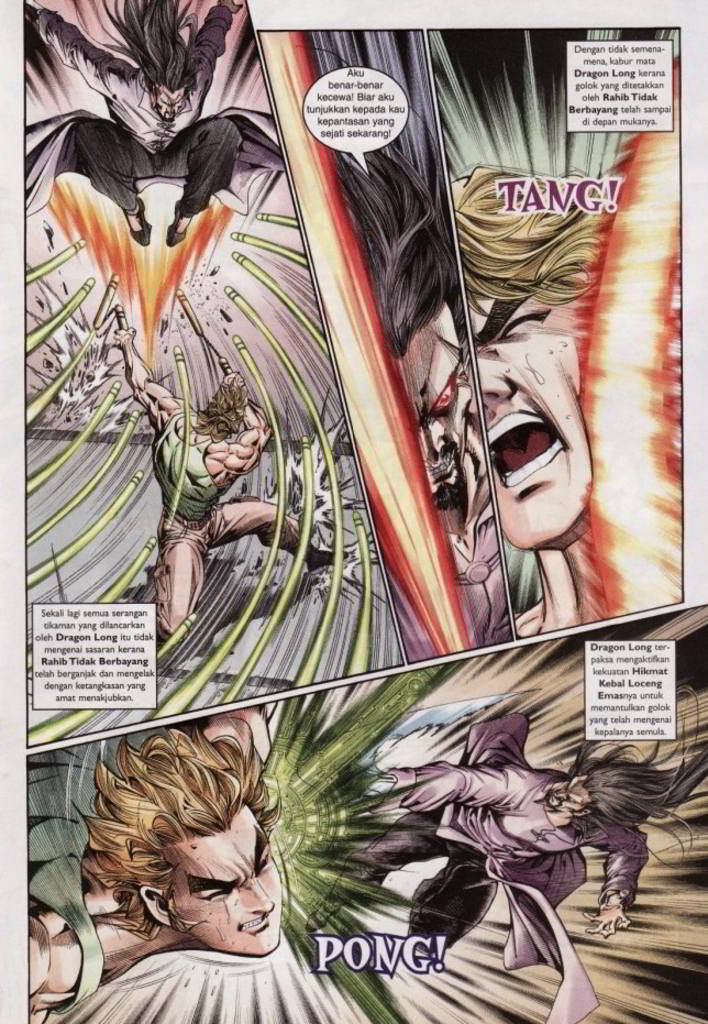 Sekali lagi semua serangan
tikaman yang dilancarkan
oleh Dragon Long itu tidak
mengenai sasaran kerana
Rahib Tidak Berbayang
telah berganjak dan mengelak
dengan ketangkasan yang
amat menakjubkan.
Aku
benar-benar
kecewa! Biar aku
tunjukkan kepada kau
kepantasan yang
sejati sekarang!
Dengan tidak semena-
mena, kabur mata
Dragon Long kerana
golok yang ditetakkan
oleh Rahib Tidak
Berbayang telah sampai
di depan mukanya.
TANG!
Dragon Long ter-
paksa mengaktifkan
kekuatan Hikmat
Kebal Loceng
Emasnya untuk
memantulkan golok
yang telah mengenai
kepalanya semula.
PONG!